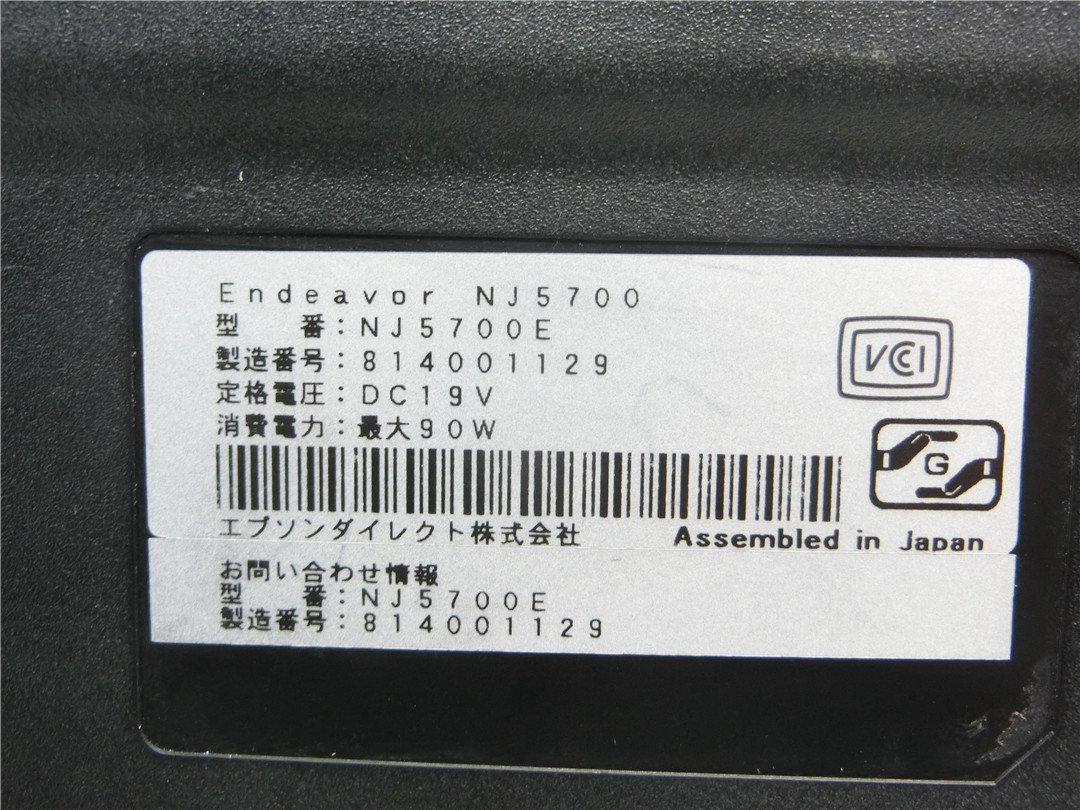 Endeavor NJ5700
型　　番：NJ5700E
製造番号：814001129
定格電圧：DC19V
消費電力：最大90W
VCCI
G
エプソンダイレクト株式会社
Assembled in Japan
お問い合わせ情報
型　　番：NJ5700E
製造番号：814001129